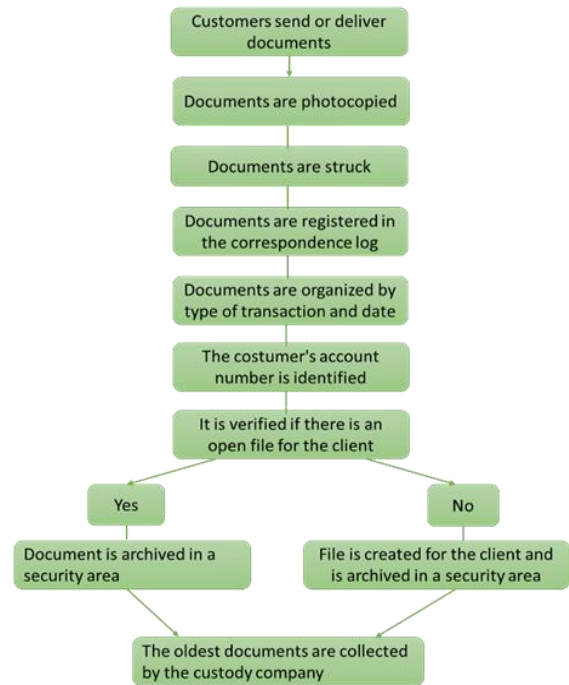 Customers send or deliver
documents
Documents are photocopied
Documents are struck
Documents are registered in
the correspondence log
Documents are organized by
type of transaction and date
The costumer's account
number is identified
It is verified if there is an
open file for the client
Yes
No
Document is archived in a
security area
File is created for the client and
is archived in a security area
The oldest documents are collected
by the custody company